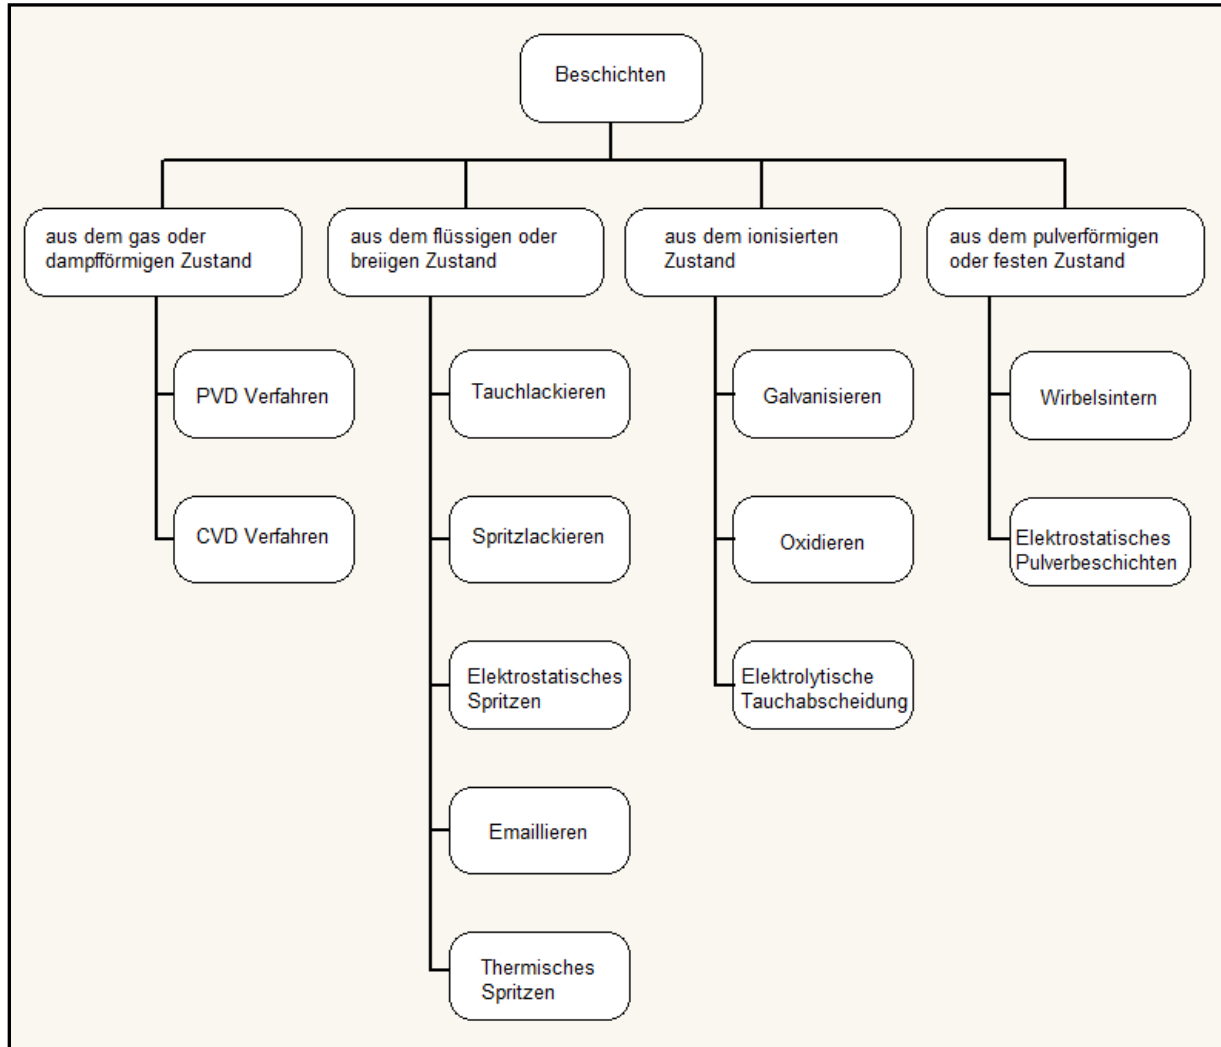 Beschichten
aus dem gas oder
dampfförmigen Zustand
aus dem flüssigen oder
breiigen Zustand
aus dem ionisierten
Zustand
aus dem pulverförmigen
oder festen Zustand
PVD Verfahren
CVD Verfahren
Tauchlackieren
Spritzlackieren
Elektrostatisches
Spritzen
Emaillieren
Thermisches
Spritzen
Galvanisieren
Oxidieren
Elektrolytische
Tauchabscheidung
Wirbelsintern
Elektrostatisches
Pulverbeschichten